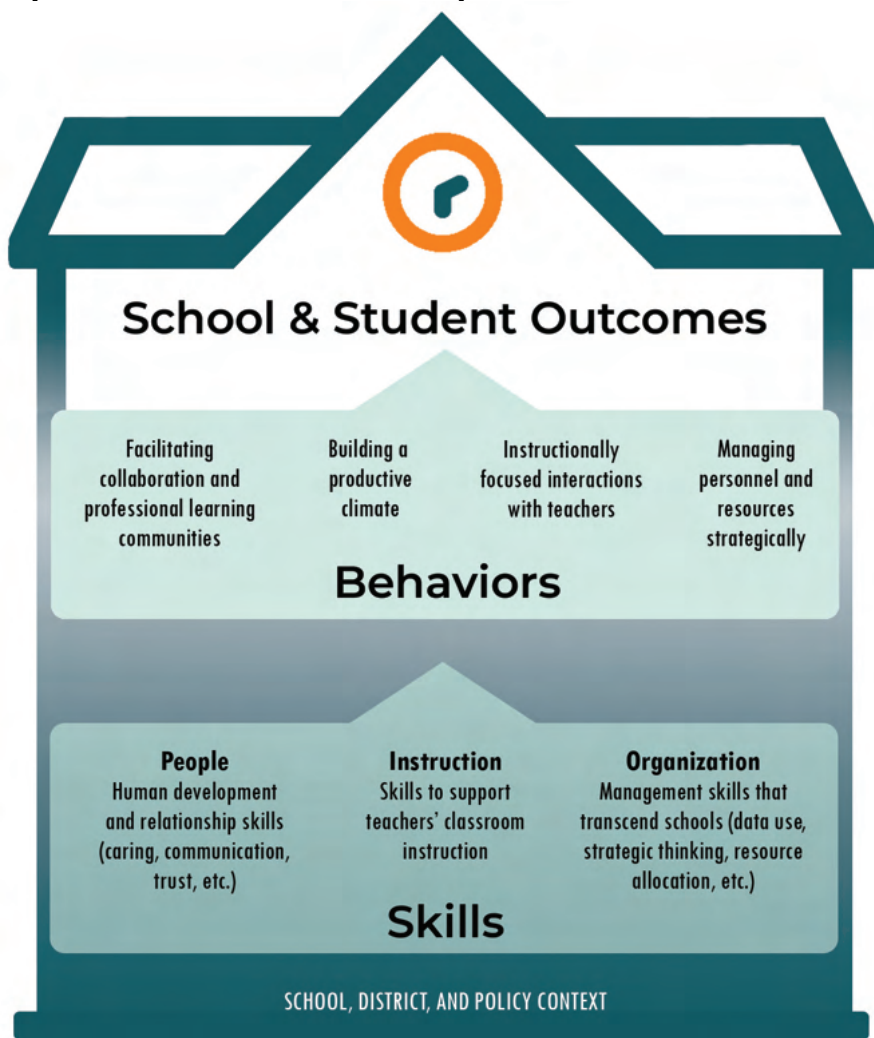 School & Student Outcomes
Facilitating
collaboration and
professional learning
communities
Building a
productive
climate
Instructionally
focused interactions
with teachers
Managing
personnel and
resources
strategically
Behaviors
People
Human development
and relationship skills
(caring, communication,
trust, etc.)
Instruction
Skills to support
teachers’ classroom
instruction
Organization
Management skills that
transcend schools (data use,
strategic thinking, resource
allocation, etc.)
Skills
SCHOOL, DISTRICT, AND POLICY CONTEXT